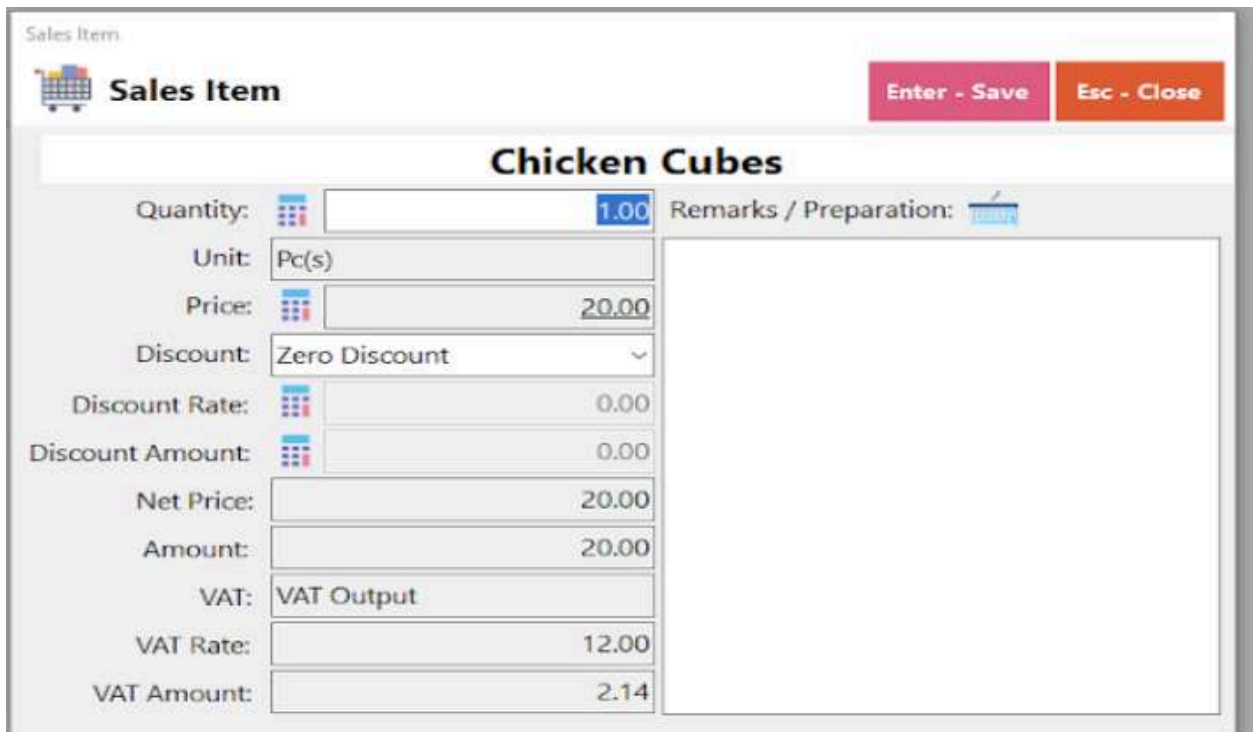 Sales Item
Sales Item Enter - Save Esc - Close
Chicken Cubes
Quantity: 1.00 Remarks / Preparation:
Unit: Pc(s)
Price: 20.00
Discount: Zero Discount
Discount Rate: 0.00
Discount Amount: 0.00
Net Price: 20.00
Amount: 20.00
VAT: VAT Output
VAT Rate: 12.00
VAT Amount: 2.14